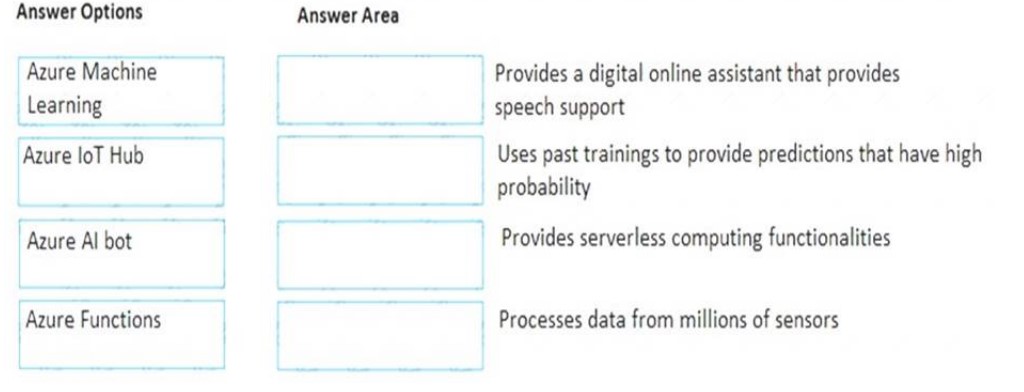 Answer Options
Answer Area
Azure Machine
Learning
Provides a digital online assistant that provides
speech support
Azure IoT Hub
Uses past trainings to provide predictions that have high
probability
Azure AI bot
Provides serverless computing functionalities
Azure Functions
Processes data from millions of sensors